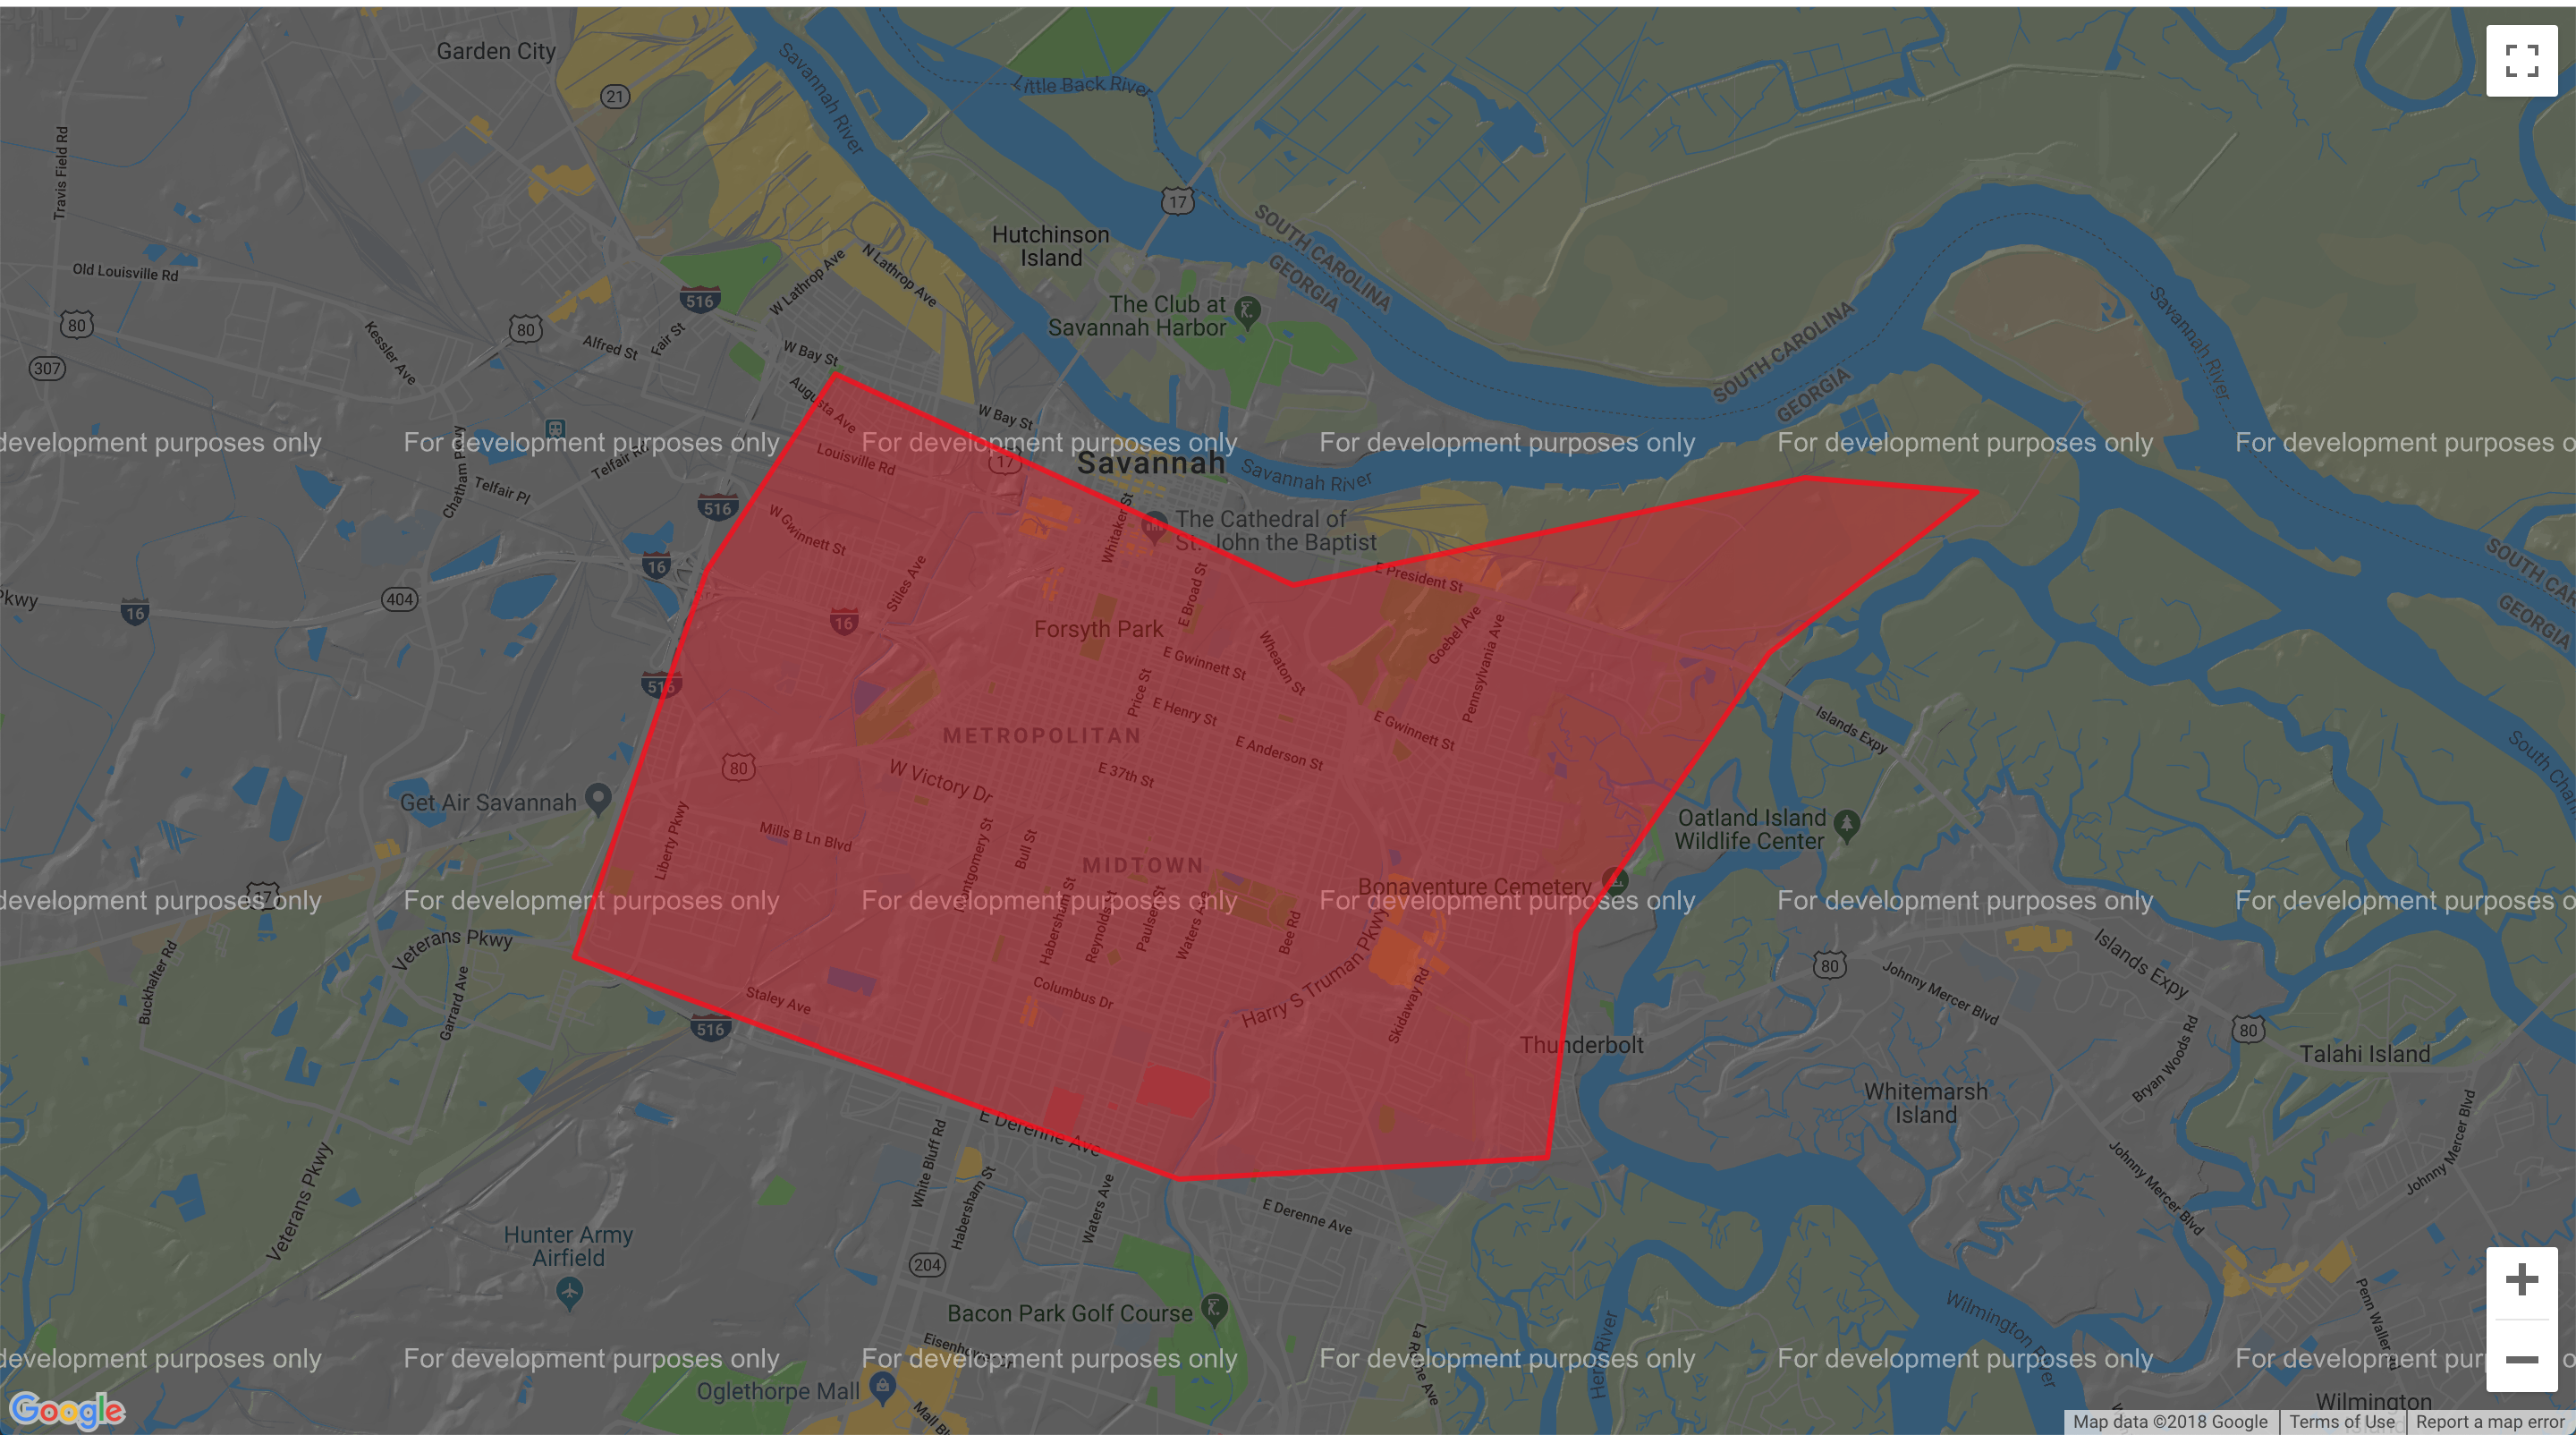 Garden City
21
Savannah River
Little Back River
Travis Field Rd
17
SOUTH CAROLINA
GEORGIA
Hutchinson
Island
N Lathrop Ave
W Lathrop Ave
Old Louisville Rd
516
The Club at
Savannah Harbor
SOUTH CAROLINA
GEORGIA
Savannah River
80
80
307
Kessler Ave
Alfred St
Fair St
W Bay St
Augusta Ave
W Bay St
development purposes only
For development purposes only
For development purposes only
For development purposes only
For development purposes only
For development purposes o
Chatham Pkwy
Telfair Rd
Telfair Pl
Louisville Rd
17
Savannah
Savannah River
516
W Gwinnett St
Whitaker St
The Cathedral of
St. John the Baptist
16
16
404
Pkwy
Stiles Ave
16
E Broad St
E President St
Forsyth Park
Wheaton St
Goebel Ave
Pennsylvania Ave
SOUTH CAR
GEORGIA
516
E Gwinnett St
Price St
E Henry St
E Gwinnett St
Islands Expy
METROPOLITAN
E Anderson St
80
W Victory Dr
E 37th St
South Chan
Get Air Savannah
Liberty Pkwy
Mills B Ln Blvd
Montgomery St
Bull St
MIDTOWN
Oatland Island
Wildlife Center
17
Bonaventure Cemetery
development purposes only
For development purposes only
For development purposes only
For development purposes only
For development purposes only
For development purposes o
Habersham St
Reynolds St
Paulsen St
Waters Ave
Bee Rd
Harry S Truman Pkwy
Skidaway Rd
Veterans Pkwy
Buckhalter Rd
Garrard Ave
Staley Ave
Columbus Dr
516
80
Johnny Mercer Blvd
Islands Expy
80
Thunderbolt
Talahi Island
Bryan Woods Rd
Whitemarsh
Island
E Derenne Ave
White Bluff Rd
Habersham St
Waters Ave
E Derenne Ave
Veterans Pkwy
Johnny Mercer Blvd
Johnny Mercer Blvd
Hunter Army
Airfield
204
Bacon Park Golf Course
Wilmington River
Penn Waller Rd
La Roche Ave
Herb River
Eisenhower Dr
development purposes only
For development purposes only
For development purposes only
For development purposes only
For development purposes only
For development purposes o
Oglethorpe Mall
Mall Bl
Wilmington
Island
Google
Map data ©2018 Google
Terms of Use
Report a map error